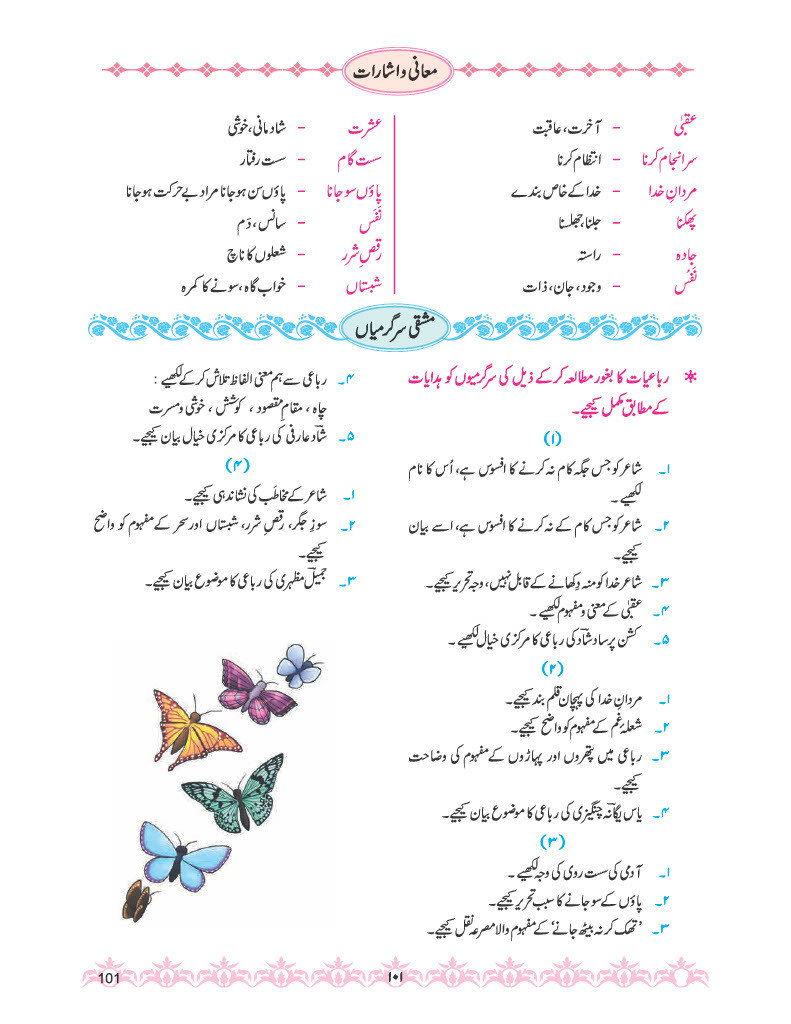 معانی و اشارات
عقبیٰ – آخرت، عاقبت
سرانجام کرنا – انتظام کرنا
مردانِ خدا – خدا کے خاص بندے
پھکنا – جلنا، جھلسنا
جادہ – راستہ
نَفْس – وجود، جان، ذات
عشرت – شادمانی، خوشی
سست گام – سست رفتار
پاؤں سو جانا – پاؤں سن ہو جانا مراد بے حرکت ہو جانا
نَفَس – سانس، دَم
رقصِ شرر – شعلوں کا ناچ
شبستاں – خواب گاہ، سونے کا کمرہ
مشقی سرگرمیاں
* رباعیات کا بغور مطالعہ کرکے ذیل کی سرگرمیوں کو ہدایات
کے مطابق مکمل کیجیے۔
(۱)
۱۔ شاعر کو جس جگہ کام نہ کرنے کا افسوس ہے، اُس کا نام
لکھیے۔
۲۔ شاعر کو جس کام کے نہ کرنے کا افسوس ہے، اسے بیان
کیجیے۔
۳۔ شاعر خدا کو منہ دِکھانے کے قابل نہیں، وجہ تحریر کیجیے۔
۴۔ عقبیٰ کے معنی و مفہوم لکھیے۔
۵۔ کشن پرساد شادؔ کی رباعی کا مرکزی خیال لکھیے۔
(۲)
۱۔ مردانِ خدا کی پہچان قلم بند کیجیے۔
۲۔ شعلۂ غم کے مفہوم کو واضح کیجیے۔
۳۔ رباعی میں پتھروں اور پہاڑوں کے مفہوم کی وضاحت
کیجیے۔
۴۔ یاس یگانہؔ چنگیزی کی رباعی کا موضوع بیان کیجیے۔
(۳)
۱۔ آدمی کی سست روی کی وجہ لکھیے۔
۲۔ پاؤں کے سو جانے کا سبب تحریر کیجیے۔
۳۔ ’تھک کر نہ بیٹھ جانے‘ کے مفہوم والا مصرعہ نقل کیجیے۔
۴۔ رباعی سے ہم معنی الفاظ تلاش کرکے لکھیے :
چاہ ، مقامِ مقصود ، کوشش ، خوشی و مسرت
۵۔ شادؔ عارفی کی رباعی کا مرکزی خیال بیان کیجیے۔
(۴)
۱۔ شاعر کے مخاطَب کی نشاندہی کیجیے۔
۲۔ سوزِ جگر، رقصِ شرر، شبستاں اور سحر کے مفہوم کو واضح
کیجیے۔
۳۔ جمیلؔ مظہری کی رباعی کا موضوع بیان کیجیے۔
۱۰۱
101